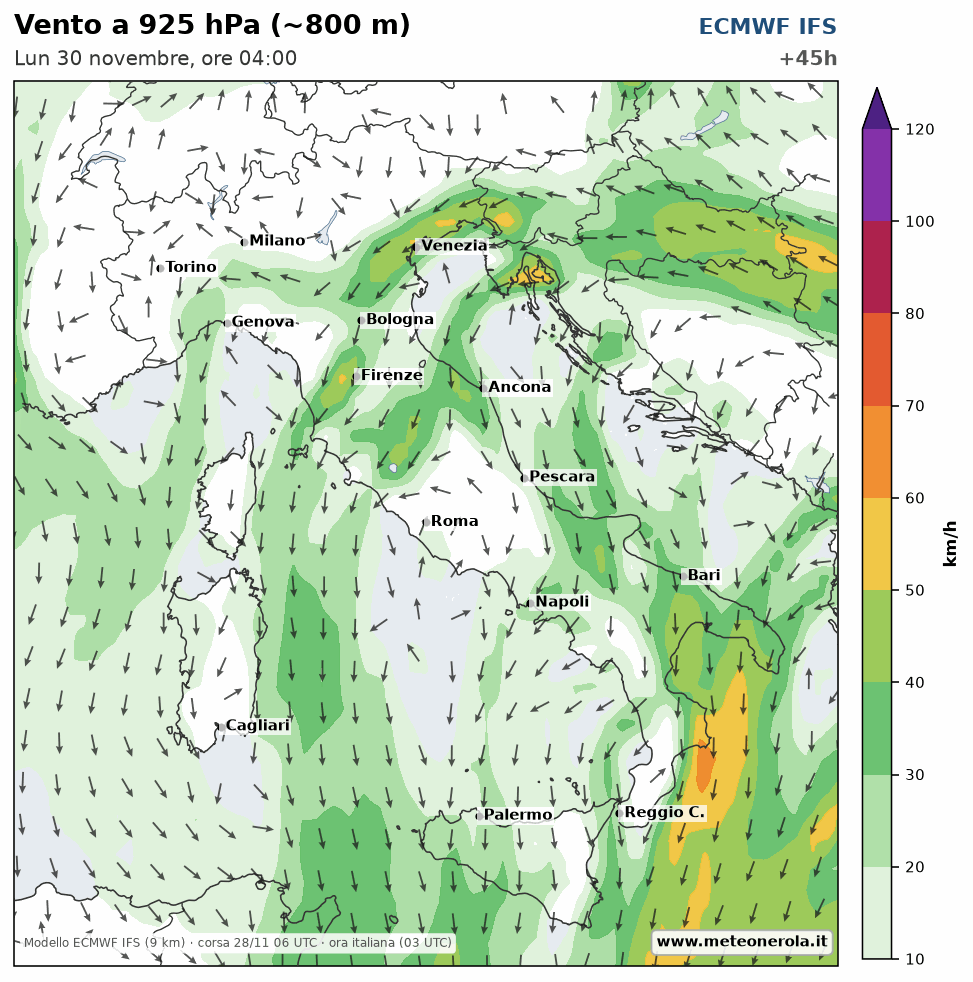 Vento a 925 hPa (~800 m)
ECMWF IFS
Lun 30 novembre, ore 04:00
+45h
120
100
80
70
60
50
40
30
20
10
km/h
Milano
Venezia
Torino
Genova
Bologna
Firenze
Ancona
Pescara
Roma
Bari
Napoli
Cagliari
Palermo
Reggio C.
Modello ECMWF IFS (9 km) · corsa 28/11 06 UTC · ora italiana (03 UTC)
www.meteonerola.it